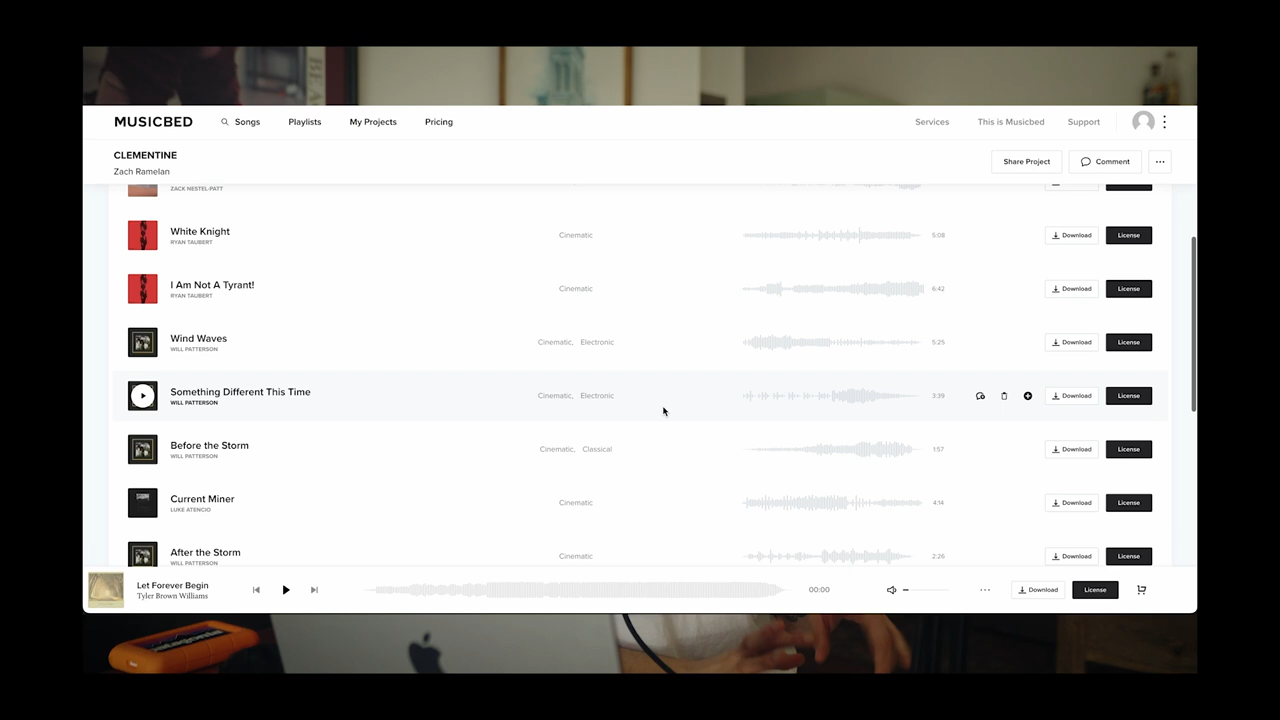 MUSICBED
Songs
Playlists
My Projects
Pricing
Services
This is Musicbed
Support
CLEMENTINE
Zach Ramelan
Share Project
Comment
ZACK NESTEL-PATT
White Knight
RYAN TAUBERT
Cinematic
5:08
Download
License
I Am Not A Tyrant!
RYAN TAUBERT
Cinematic
6:42
Download
License
Wind Waves
WILL PATTERSON
Cinematic, Electronic
5:25
Download
License
Something Different This Time
WILL PATTERSON
Cinematic, Electronic
3:39
Download
License
Before the Storm
WILL PATTERSON
Cinematic, Classical
1:57
Download
License
Current Miner
LUKE ATENCIO
Cinematic
4:14
Download
License
After the Storm
WILL PATTERSON
Cinematic
2:26
Download
License
Let Forever Begin
Tyler Brown Williams
00:00
Download
License